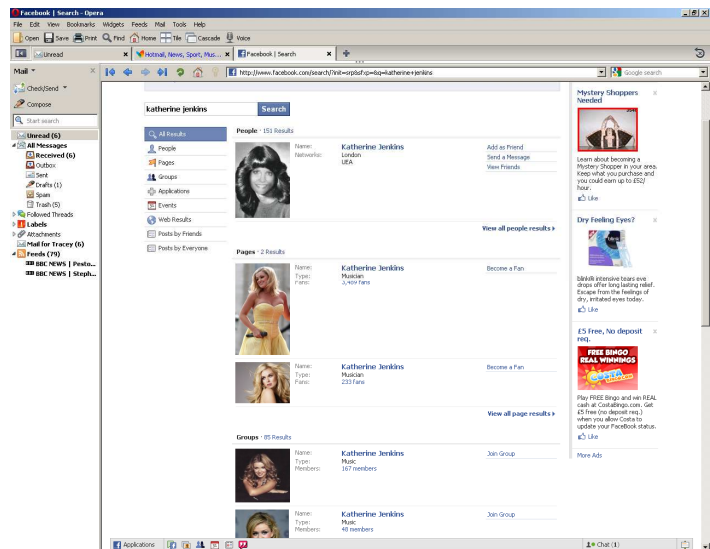 Facebook | Search - Opera
File Edit View Bookmarks Widgets Feeds Mail Tools Help
Open Save Print Find Home Tile Cascade Voice
Unread
Hotmail, News, Sport, Mus...
Facebook | Search
Mail
http://www.facebook.com/search/?init=srp&sfxp=&q=katherine+jenkins
Google search
Check/Send
Compose
Start search
Unread (6)
All Messages
Received (6)
Outbox
Sent
Drafts (1)
Spam
Trash (5)
Followed Threads
Labels
Attachments
Mail for Tracey (6)
Feeds (79)
BBC NEWS | Pesto...
BBC NEWS | Steph...
katherine jenkins
Search
All Results
People
Pages
Groups
Applications
Events
Web Results
Posts by Friends
Posts by Everyone
People · 151 Results
Name: Katherine Jenkins
Networks: London
UEA
Add as Friend
Send a Message
View Friends
View all people results
Pages · 2 Results
Name: Katherine Jenkins
Type: Musician
Fans: 3,409 fans
Become a Fan
Name: Katherine Jenkins
Type: Musician
Fans: 233 fans
Become a Fan
View all page results
Groups · 85 Results
Name: Katherine Jenkins
Type: Music
Members: 167 members
Join Group
Name: Katherine Jenkins
Type: Music
Members: 48 members
Join Group
Mystery Shoppers
Needed
Learn about becoming a
Mystery Shopper in your area.
Keep what you purchase and
you could earn up to £52/
hour.
Like
Dry Feeling Eyes?
blink intensive tears eye
drops offer long lasting relief.
Escape from the feelings of
dry, irritated eyes today.
Like
£5 Free, No deposit
req.
FREE BINGO
REAL WINNINGS
COSTA
Play FREE Bingo and win REAL
cash at CostaBingo.com. Get
£5 free (no deposit req.)
when you allow Costa to
update your FaceBook status.
Like
More Ads
Applications
Chat (1)